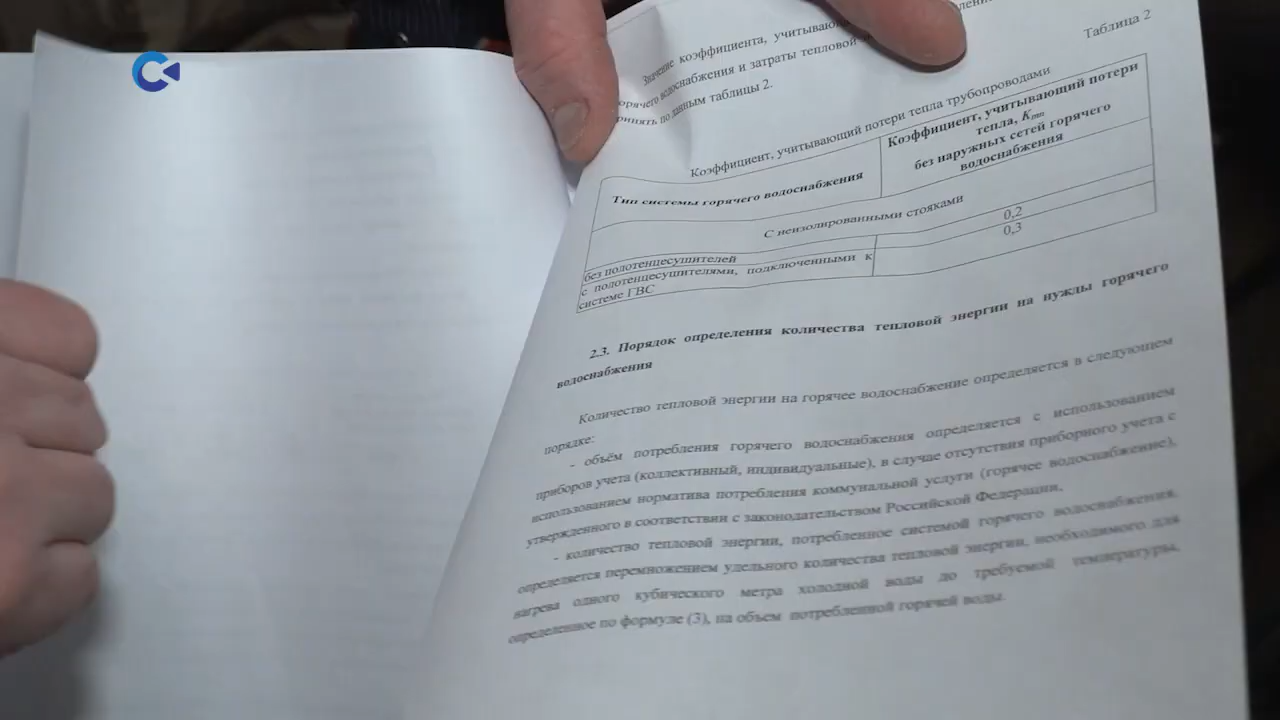 Значение коэффициента, учитывающ
горячего водоснабжения и затраты тепловой
принять по данным таблицы 2.
Таблица 2
Коэффициент, учитывающий потери тепла трубопроводами
Тип системы горячего водоснабжения
Коэффициент, учитывающий потери
тепла,
без наружных сетей горячего
водоснабжения
С неизолированными стояками
без полотенцесушителей
0,2
с полотенцесушителями, подключенными к
системе ГВС
0,3
2.3. Порядок определения количества тепловой энергии на нужды горячего
водоснабжения
Количество тепловой энергии на горячее водоснабжение определяется в следующем
порядке:
- объём потребления горячего водоснабжения определяется с использованием
приборов учета (коллективный, индивидуальные), в случае отсутствия приборного учета с
использованием норматива потребления коммунальной услуги (горячее водоснабжение),
утвержденного в соответствии с законодательством Российской Федерации,
- количество тепловой энергии, потребленное системой горячего водоснабжения,
определяется перемножением удельного количества тепловой энергии, необходимого для
нагрева одного кубического метра холодной воды до требуемой температуры,
определенное по формуле (3), на объем потребленной горячей воды.